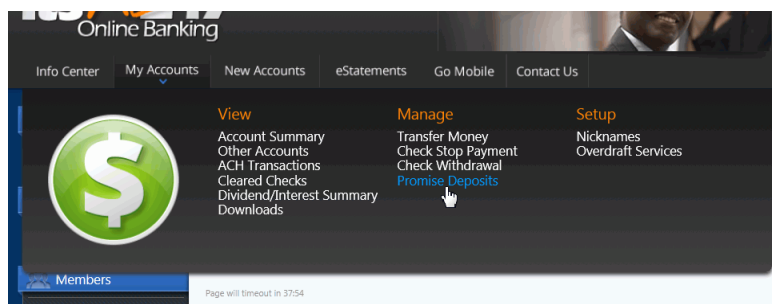 Online Banking
Info Center My Accounts New Accounts eStatements Go Mobile Contact Us
View
Account Summary
Other Accounts
ACH Transactions
Cleared Checks
Dividend/Interest Summary
Downloads
Manage
Transfer Money
Check Stop Payment
Check Withdrawal
Promise Deposits
Setup
Nicknames
Overdraft Services
$
Members
Page will timeout in 37:54